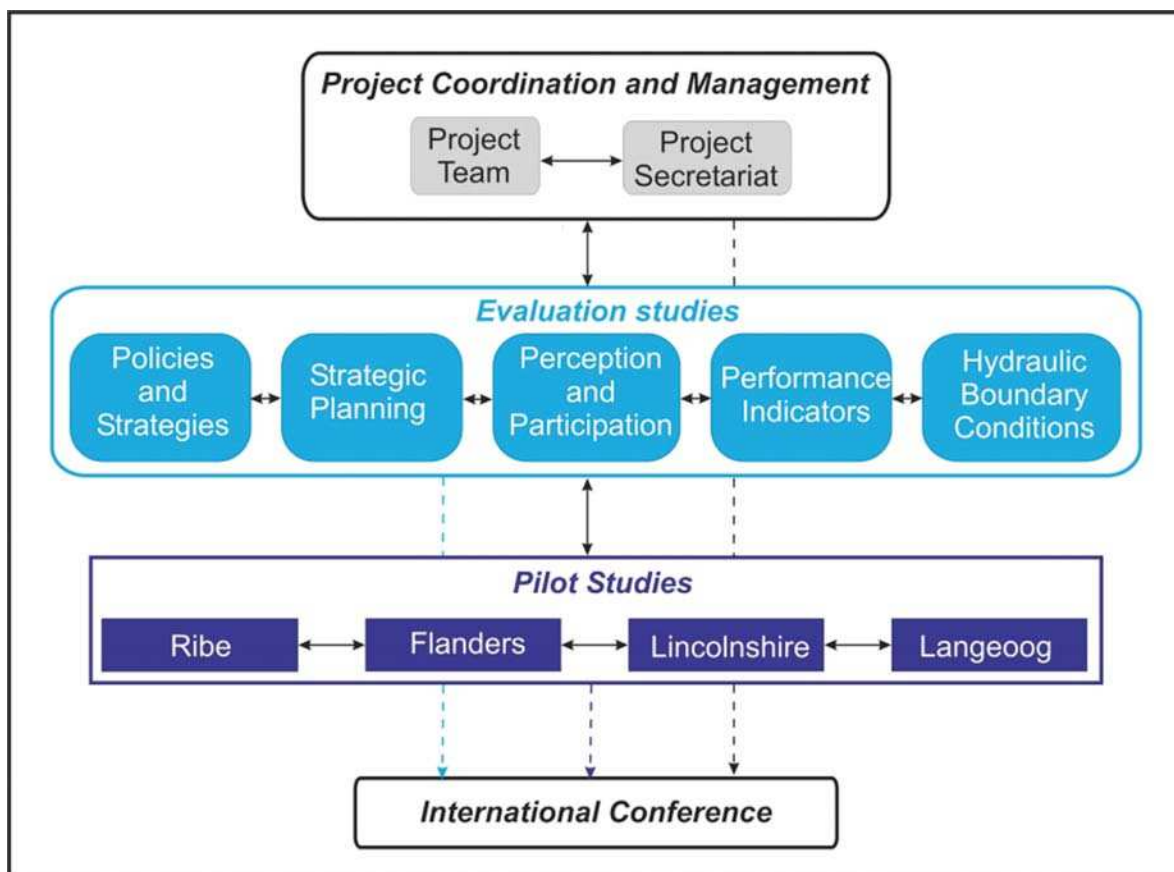 Project Coordination and Management
Project
Team
Project
Secretariat
Evaluation studies
Policies
and
Strategies
Strategic
Planning
Perception
and
Participation
Performance
Indicators
Hydraulic
Boundary
Conditions
Pilot Studies
Ribe
Flanders
Lincolnshire
Langeoog
International Conference